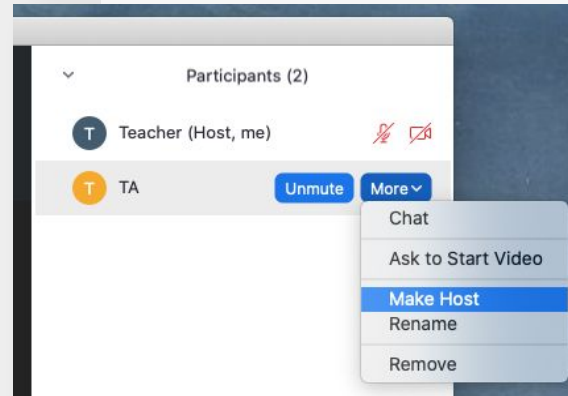 Participants (2)
T Teacher (Host, me)
T TA Unmute More
Chat
Ask to Start Video
Make Host
Rename
Remove